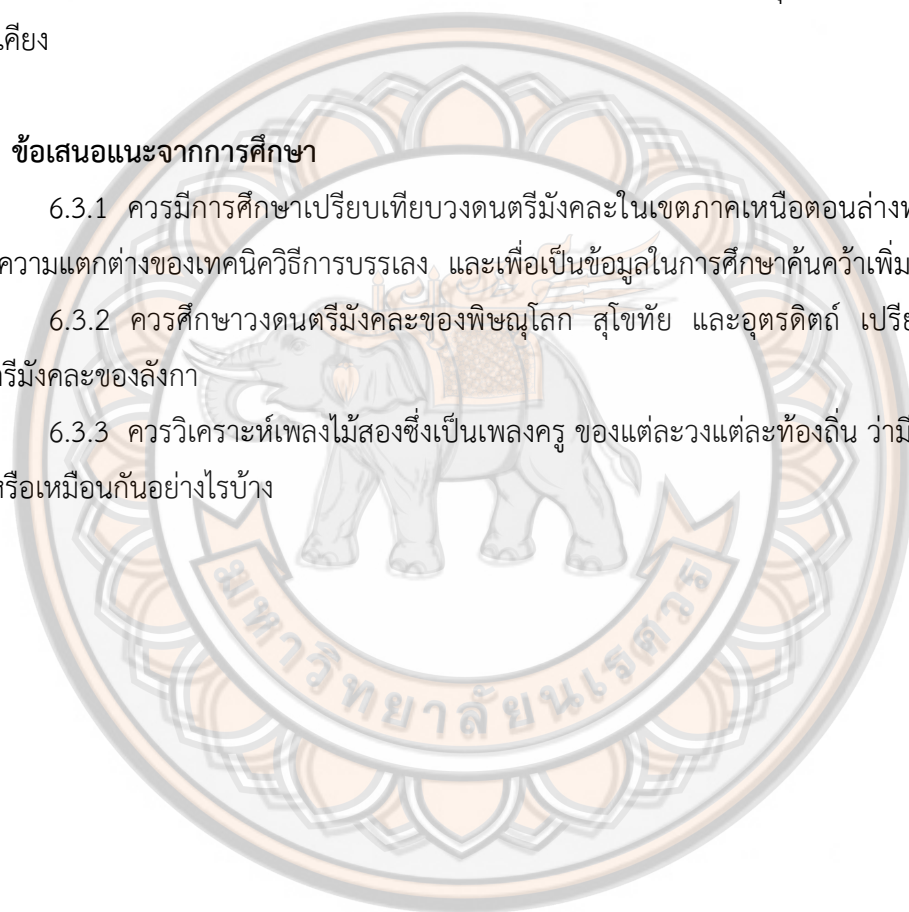 เคียง
ข้อเสนอแนะจากการศึกษา
6.3.1 ควรมีการศึกษาเปรียบเทียบวงดนตรีมังคละในเขตภาคเหนือตอนล่าง
ความแตกต่างของเทคนิควิธีการบรรเลง และเพื่อเป็นข้อมูลในการศึกษาค้นคว้าเพิ่ม
6.3.2 ควรศึกษาวงดนตรีมังคละของพิษณุโลก สุโขทัย และอุตรดิตถ์ เปรี
รีมังคละของลังกา
6.3.3 ควรวิเคราะห์เพลงไม้สองซึ่งเป็นเพลงครู ของแต่ละวงแต่ละท้องถิ่น ว่ามี
หรือเหมือนกันอย่างไรบ้าง
มหาวิทยาลัยนเรศวร